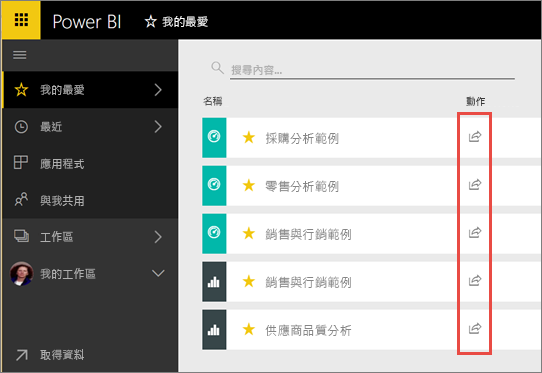 Power BI
我的最愛
我的最愛
最近
應用程式
與我共用
工作區
我的工作區
取得資料
搜尋內容...
名稱
動作
採購分析範例
零售分析範例
銷售與行銷範例
銷售與行銷範例
供應商品質分析